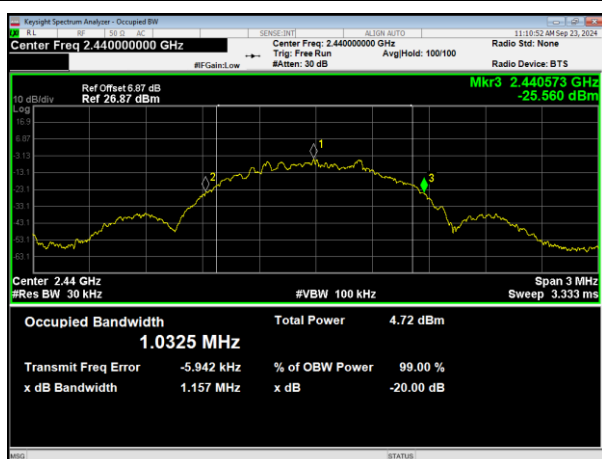 Keysight Spectrum Analyzer - Occupied BW
RL RF 50 Ω AC SENSE:INT ALIGN AUTO 11:10:52 AM Sep 23, 2024
Center Freq 2.440000000 GHz Center Freq: 2.440000000 GHz Radio Std: None
Trig: Free Run Avg|Hold: 100/100
#IFGain:Low #Atten: 30 dB Radio Device: BTS
Ref Offset 6.87 dB Mkr3 2.440573 GHz
10 dB/div Ref 26.87 dBm -25.560 dBm
Log
16.9
6.87
-3.13
-13.1
-23.1
-33.1
-43.1
-53.1
-63.1
1
2
3
Center 2.44 GHz Span 3 MHz
#Res BW 30 kHz #VBW 100 kHz Sweep 3.333 ms
Occupied Bandwidth Total Power 4.72 dBm
1.0325 MHz
Transmit Freq Error -5.942 kHz % of OBW Power 99.00 %
x dB Bandwidth 1.157 MHz x dB -20.00 dB
MSG STATUS